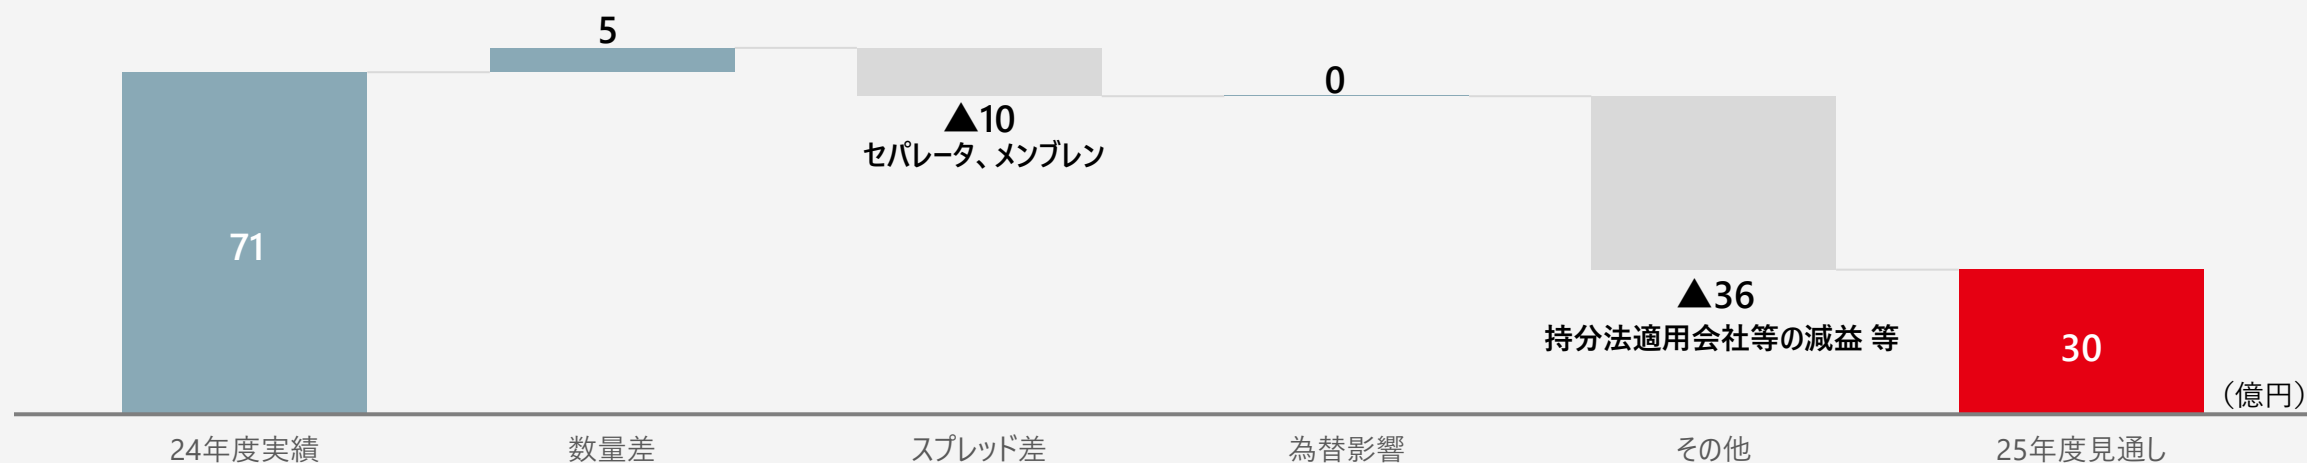 5
0
▲10
セパレータ、メンブレン
71
▲36
持分法適用会社等の減益 等
30
（億円）
24年度実績 数量差 スプレッド差 為替影響 その他 25年度見通し